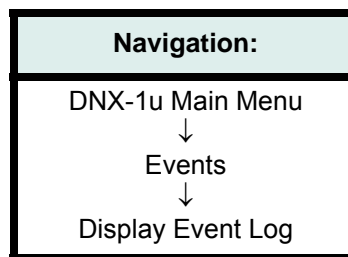 Navigation:
DNX-1u Main Menu
↓
Events
↓
Display Event Log